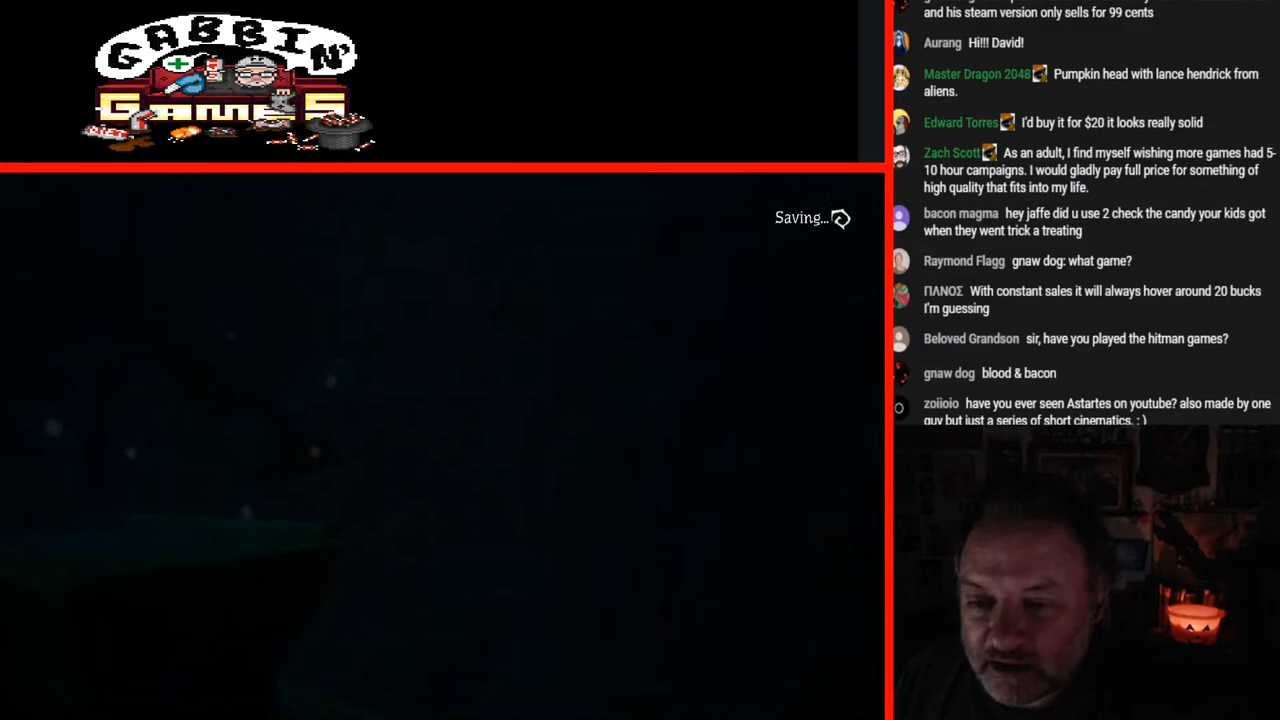 GABBIN'
GAMES
DIET
Saving...
and his steam version only sells for 99 cents
Aurang Hi!!! David!
Master Dragon 2048 Pumpkin head with lance hendrick from
aliens.
Edward Torres I'd buy it for $20 it looks really solid
Zach Scott As an adult, I find myself wishing more games had 5-
10 hour campaigns. I would gladly pay full price for something of
high quality that fits into my life.
bacon magma hey jaffe did u use 2 check the candy your kids got
when they went trick a treating
Raymond Flagg gnaw dog: what game?
ΠΛΝΟΣ With constant sales it will always hover around 20 bucks
I'm guessing
Beloved Grandson sir, have you played the hitman games?
gnaw dog blood & bacon
zoiioio have you ever seen Astartes on youtube? also made by one
guy but just a series of short cinematics. : )